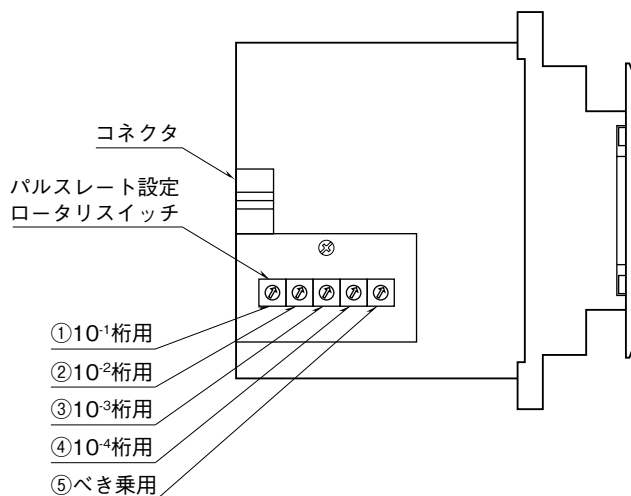 コネクタ
パルスレート設定
ロータリスイッチ
①10-1桁用
②10-2桁用
③10-3桁用
④10-4桁用
⑤べき乗用